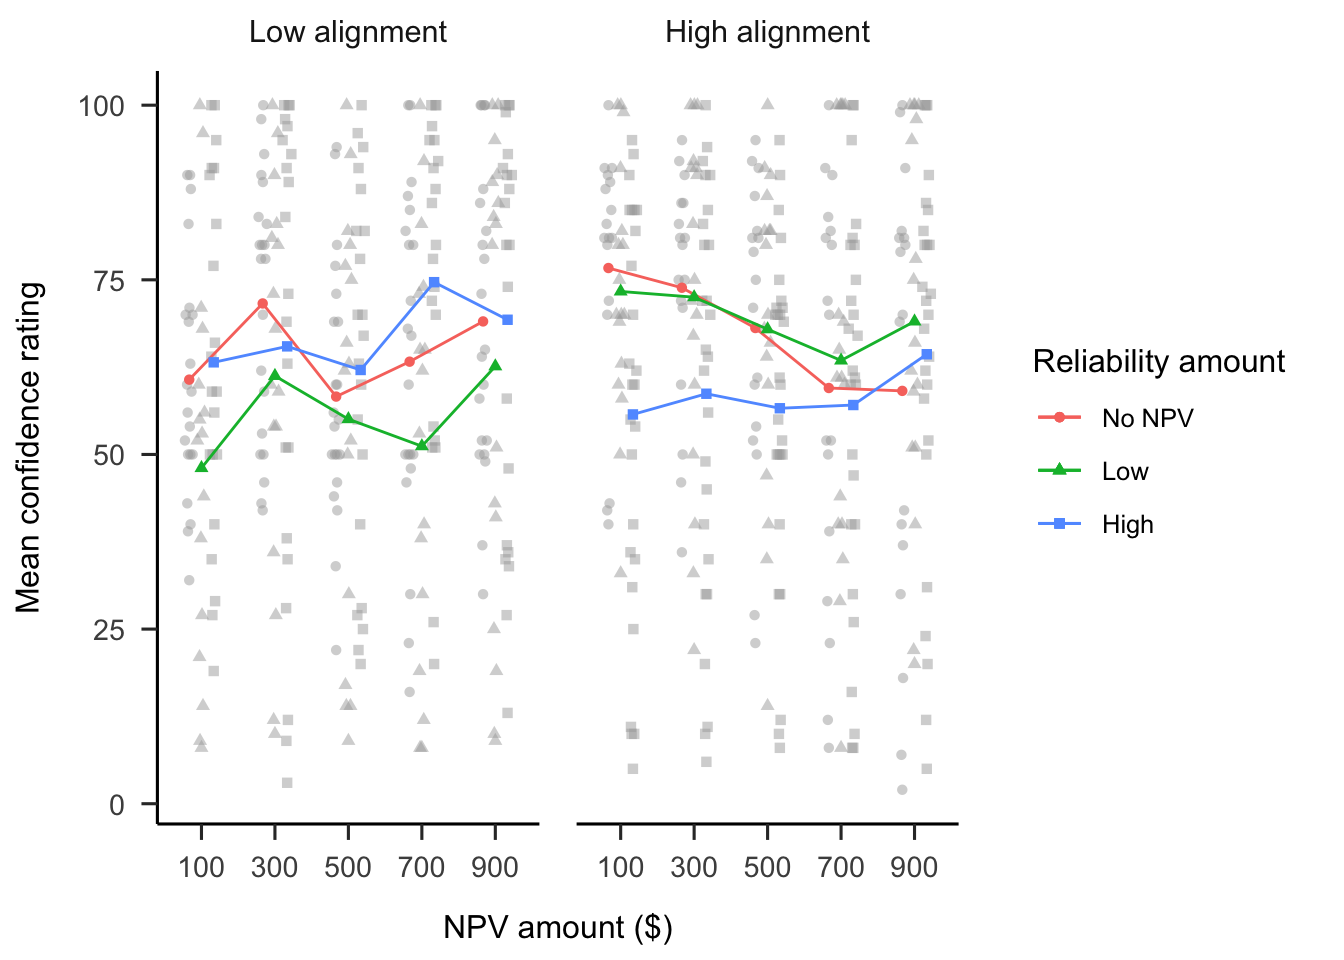 Low alignment
High alignment
Mean confidence rating
100
75
50
25
0
100 300 500 700 900
100 300 500 700 900
NPV amount ($)
Reliability amount
No NPV
Low
High